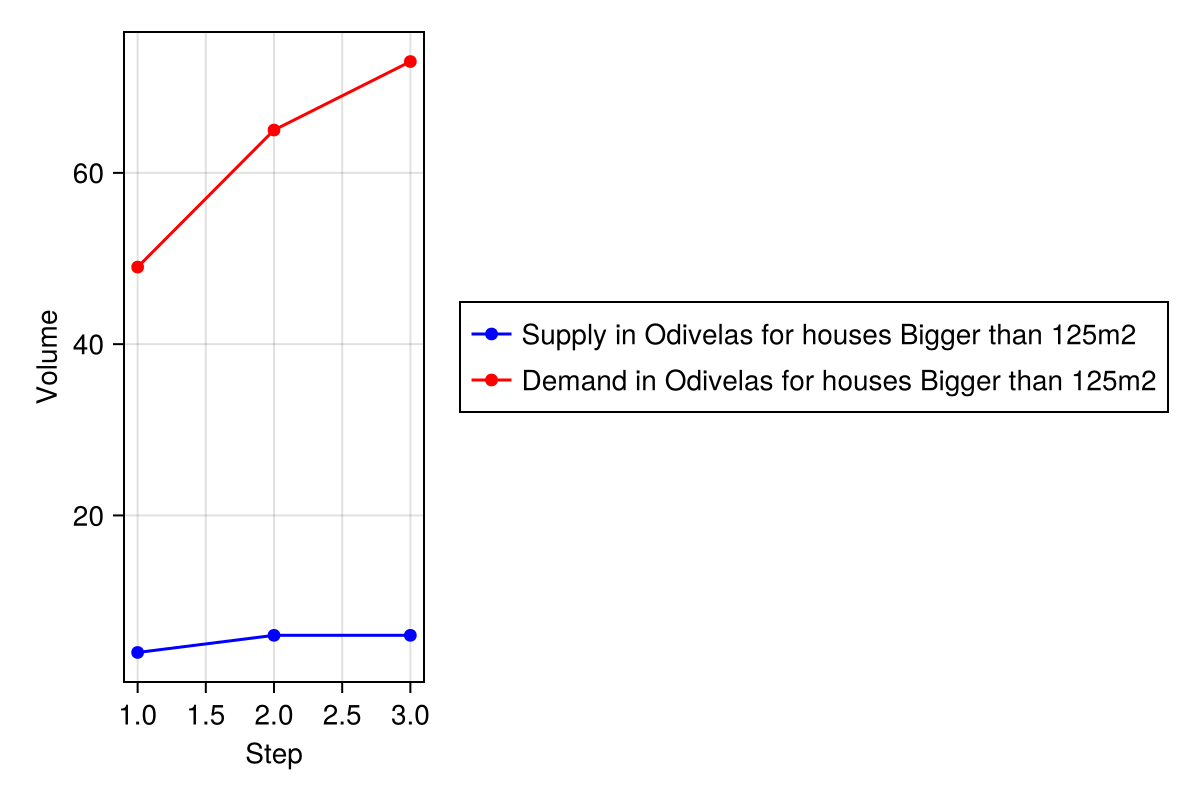 Volume
60
40
20
1.0 1.5 2.0 2.5 3.0
Step
Supply in Odivelas for houses Bigger than 125m2
Demand in Odivelas for houses Bigger than 125m2